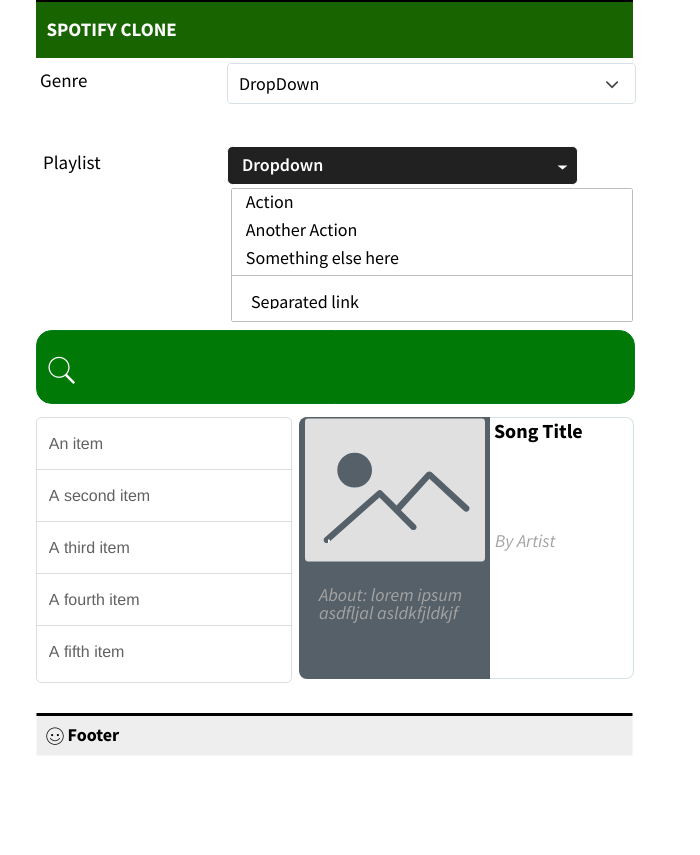 SPOTIFY CLONE
Genre
DropDown
Playlist
Dropdown
Action
Another Action
Something else here
Separated link
An item
A second item
A third item
A fourth item
A fifth item
Song Title
By Artist
About: lorem ipsum
asdfljal asldkfjldkjf
Footer